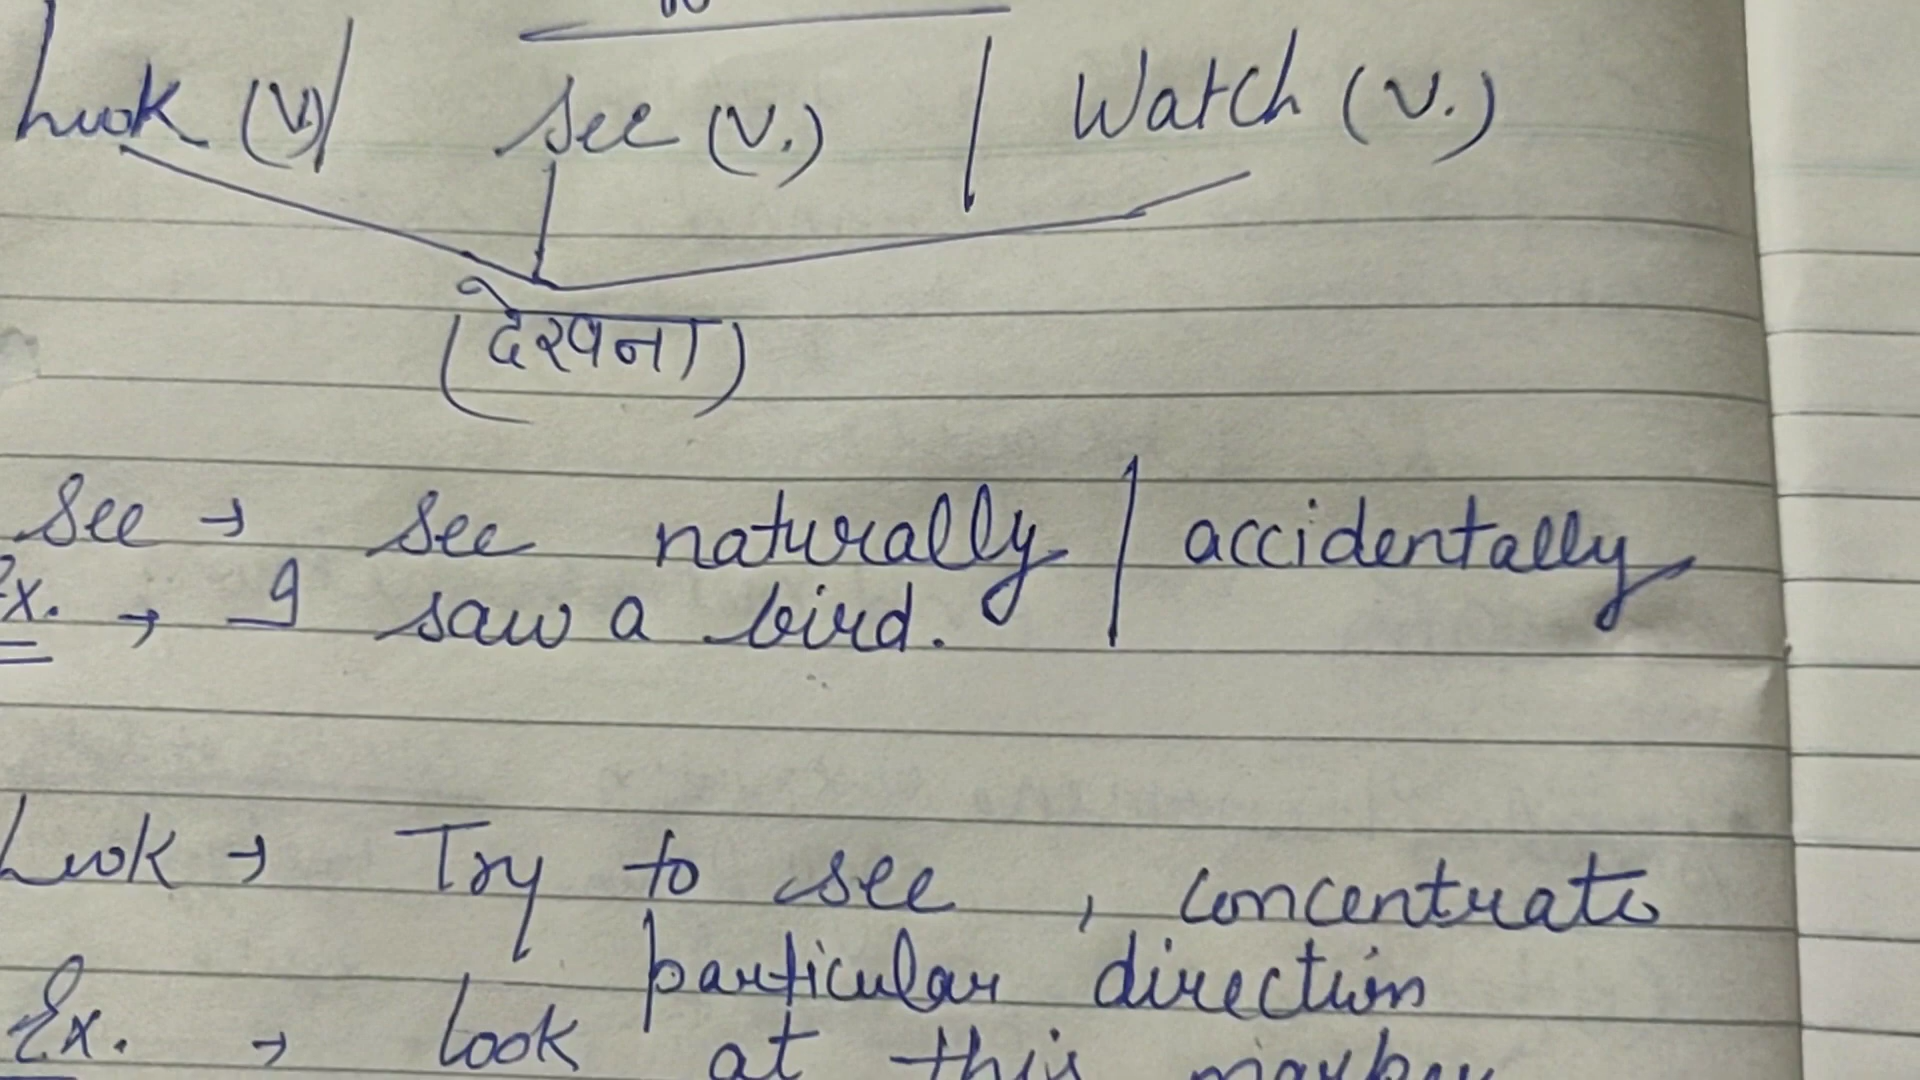 Look (V) / See (V.) | Watch (V.)
(देखना)
See → See naturally / accidentally
Ex. → I saw a bird.
Look → Try to see , concentrate
particular direction
Ex. → Look at this